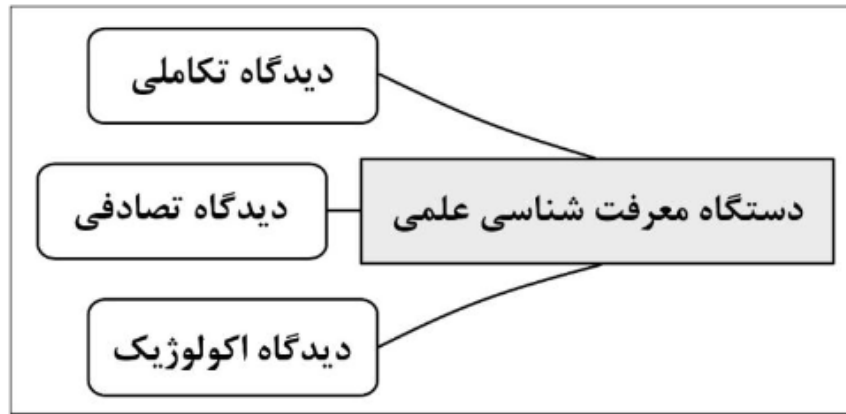 دیدگاه تکاملی
دستگاه معرفت شناسی علمی
دیدگاه تصادفی
دیدگاه اکولوژیک